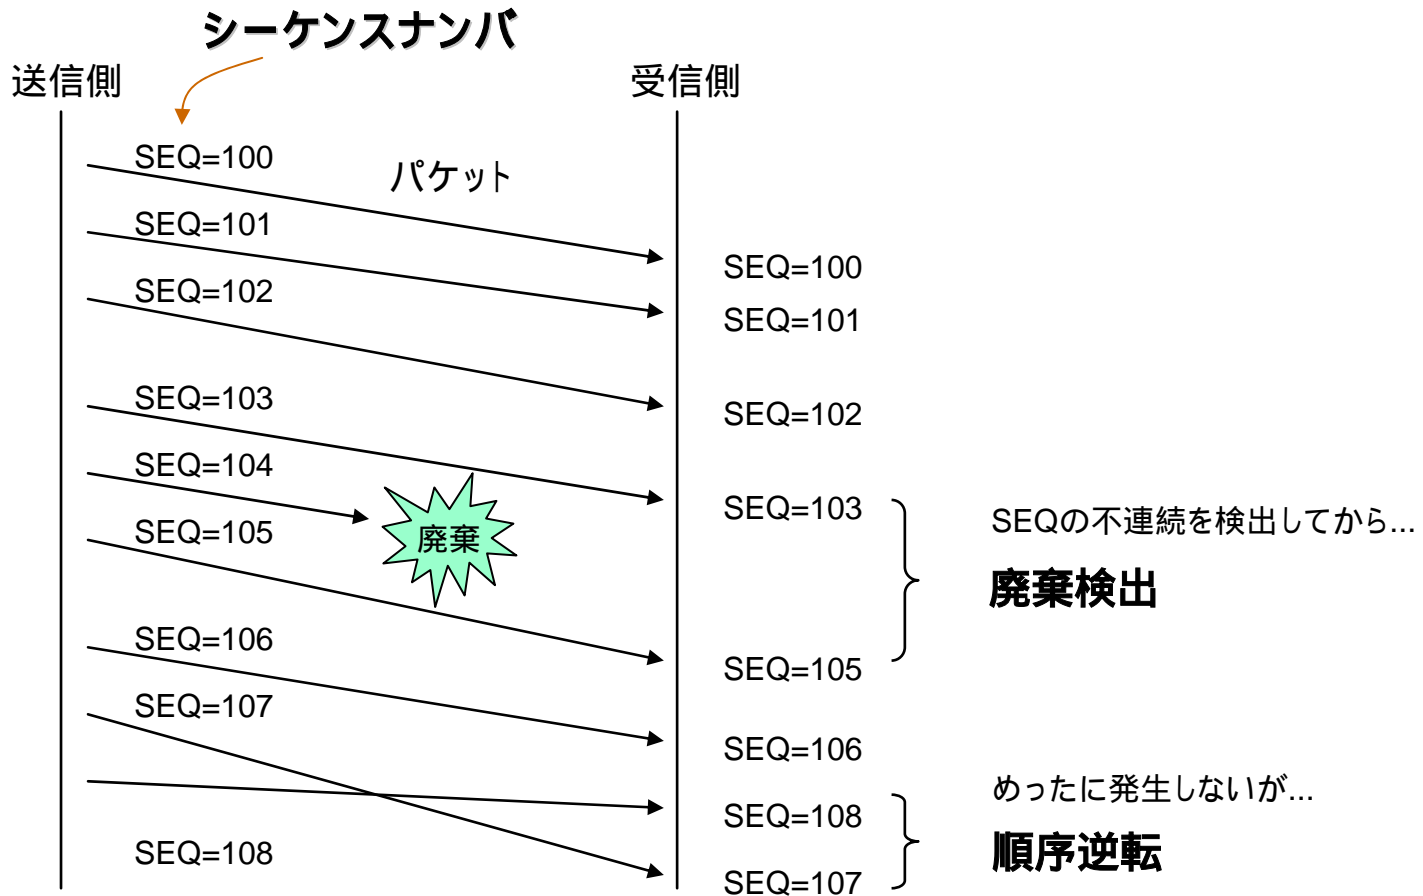 シーケンスナンバ
送信側
受信側
SEQ=100
パケット
SEQ=101
SEQ=100
SEQ=102
SEQ=101
SEQ=103
SEQ=102
SEQ=104
SEQ=103
SEQの不連続を検出してから...
SEQ=105
廃棄
廃棄検出
SEQ=106
SEQ=105
SEQ=107
SEQ=106
めったに発生しないが...
SEQ=108
SEQ=108
順序逆転
SEQ=107